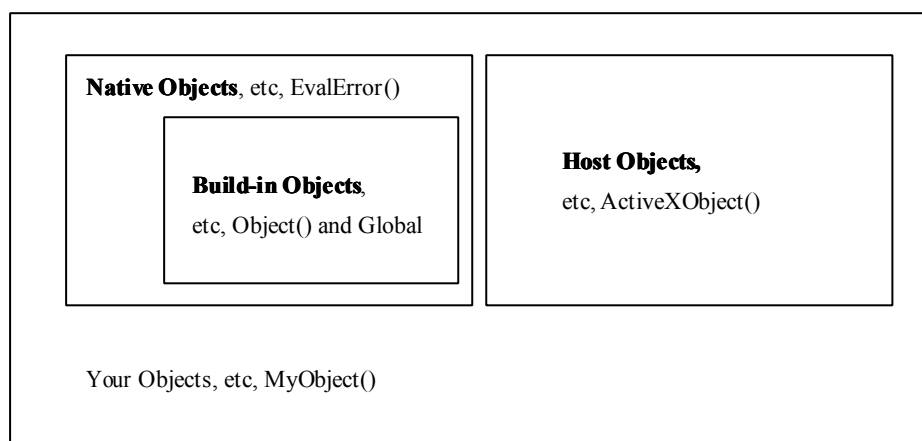 Native Objects, etc, EvalError()
Build-in Objects,
etc, Object() and Global
Host Objects,
etc, ActiveXObject()
Your Objects, etc, MyObject()